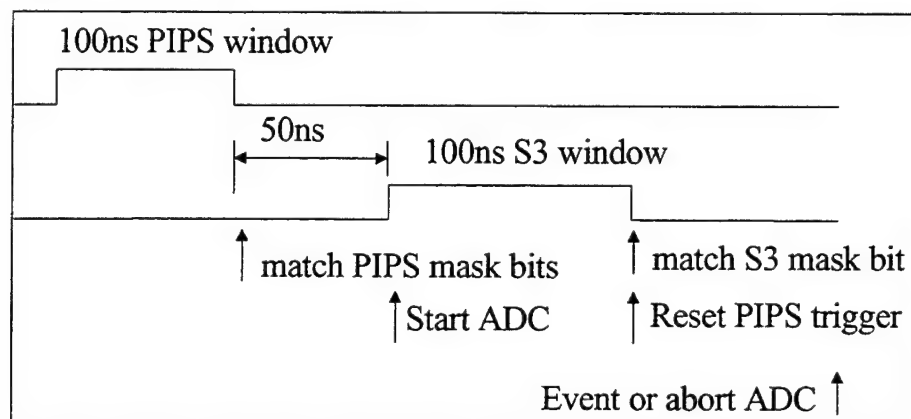 100ns PIPS window
50ns
100ns S3 window
match PIPS mask bits
match S3 mask bit
Start ADC
Reset PIPS trigger
Event or abort ADC